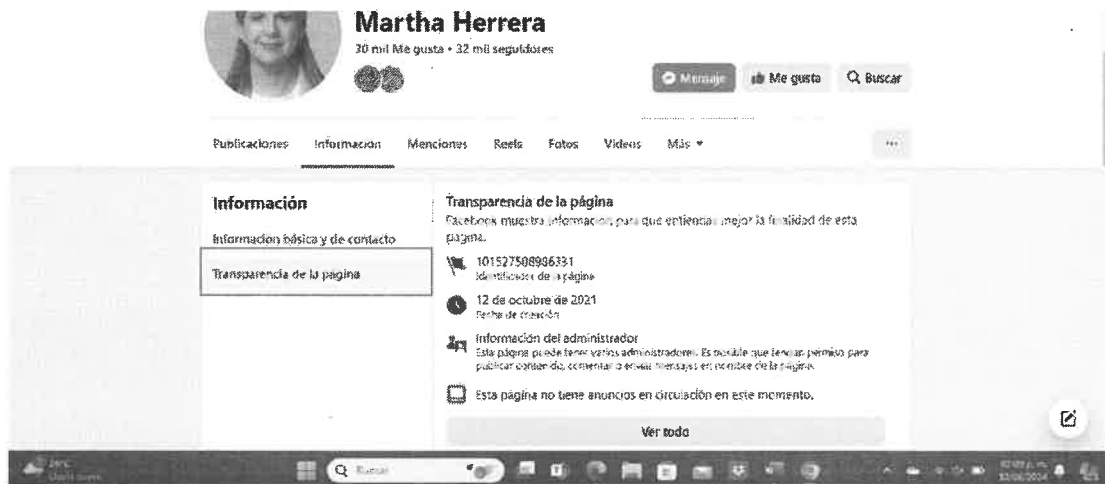 Martha Herrera
30 mil Me gusta • 32 mil seguidores
Mensaje
Me gusta
Buscar
Publicaciones Información Menciones Reels Fotos Videos Más
Información
Información básica y de contacto
Transparencia de la página
Transparencia de la página
Facebook muestra información para que entiendas mejor la finalidad de esta
página.
101527508986331
Identificador de la página
12 de octubre de 2021
Fecha de creación
Información del administrador
Esta página puede tener varios administradores. Es posible que tengan permiso para
publicar contenido, comentar o enviar mensajes en nombre de la página.
Esta página no tiene anuncios en circulación en este momento.
Ver todo
Buscar